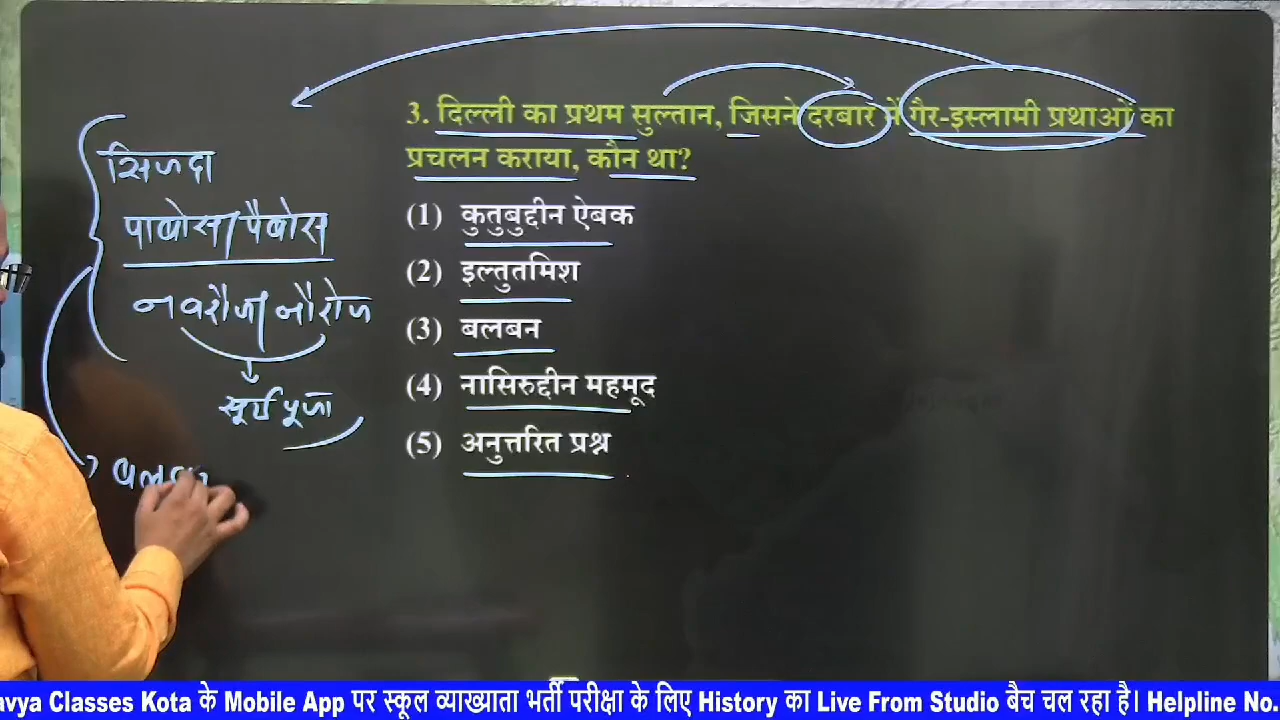 3. दिल्ली का प्रथम सुल्तान, जिसने दरबार में गैर-इस्लामी प्रथाओं का
प्रचलन कराया, कौन था?
(1) कुतुबुद्दीन ऐबक
(2) इल्तुतमिश
(3) बलबन
(4) नासिरुद्दीन महमूद
(5) अनुत्तरित प्रश्न
सिजदा
पाबोस/पैबोस
नवरौज/नौरोज
सूर्य पूजा
avya Classes Kota के Mobile App पर स्कूल व्याख्याता भर्ती परीक्षा के लिए History का Live From Studio बैच चल रहा है। Helpline No.